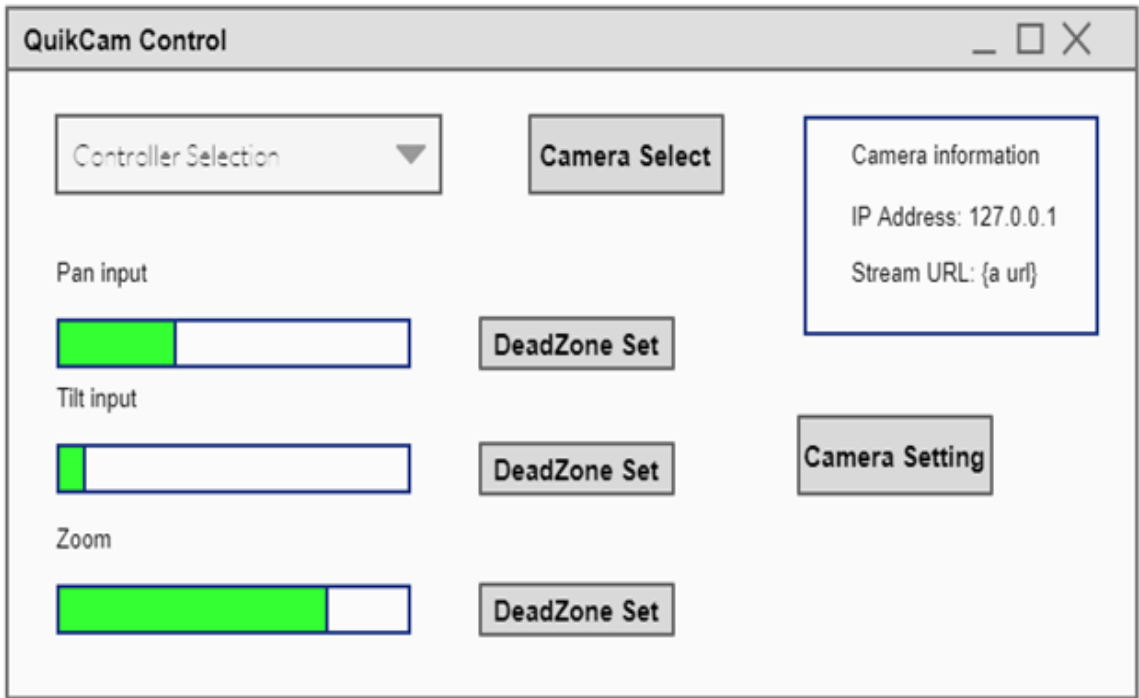 QuikCam Control
Controller Selection
Camera Select
Camera information
IP Address: 127.0.0.1
Stream URL: {a url}
Pan input
DeadZone Set
Tilt input
DeadZone Set
Camera Setting
Zoom
DeadZone Set